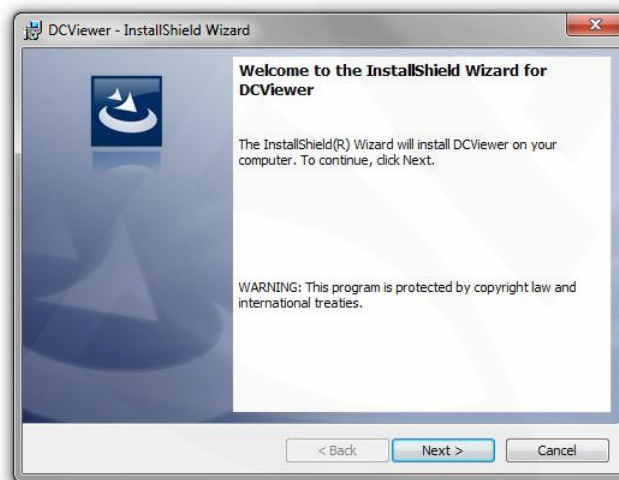 DCViewer - InstallShield Wizard
Welcome to the InstallShield Wizard for
DCViewer
The InstallShield(R) Wizard will install DCViewer on your
computer. To continue, click Next.
WARNING: This program is protected by copyright law and
international treaties.
< Back
Next >
Cancel